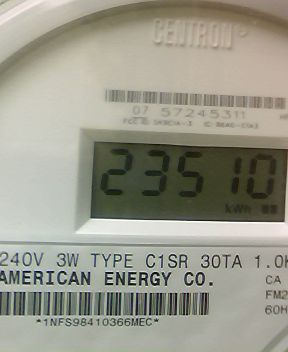 CENTRON®
07 57245311
23510
kWh
240V 3W TYPE C1SR 30TA 1.0K
AMERICAN ENERGY CO.
CA
FM2
60H
*1NFS98410366MEC*